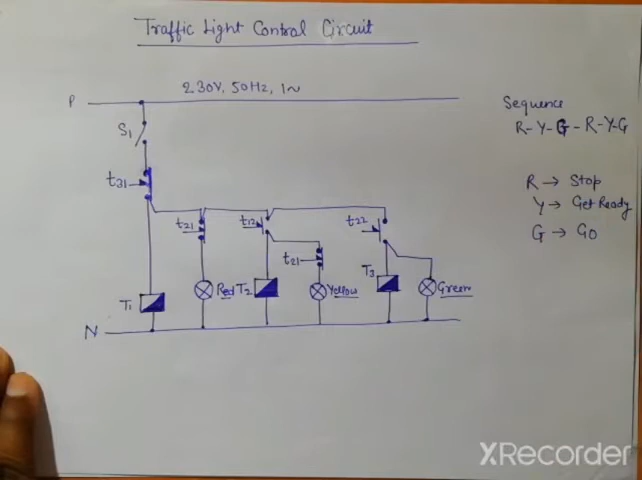 Traffic Light Control Circuit
230V, 50Hz, 1~
P
S1
t31
t21
t12
t22
t21
T1
Red
T2
Yellow
T3
Green
N
Sequence
R-Y-G-R-Y-G
R → Stop
Y → Get Ready
G → Go
XRecorder